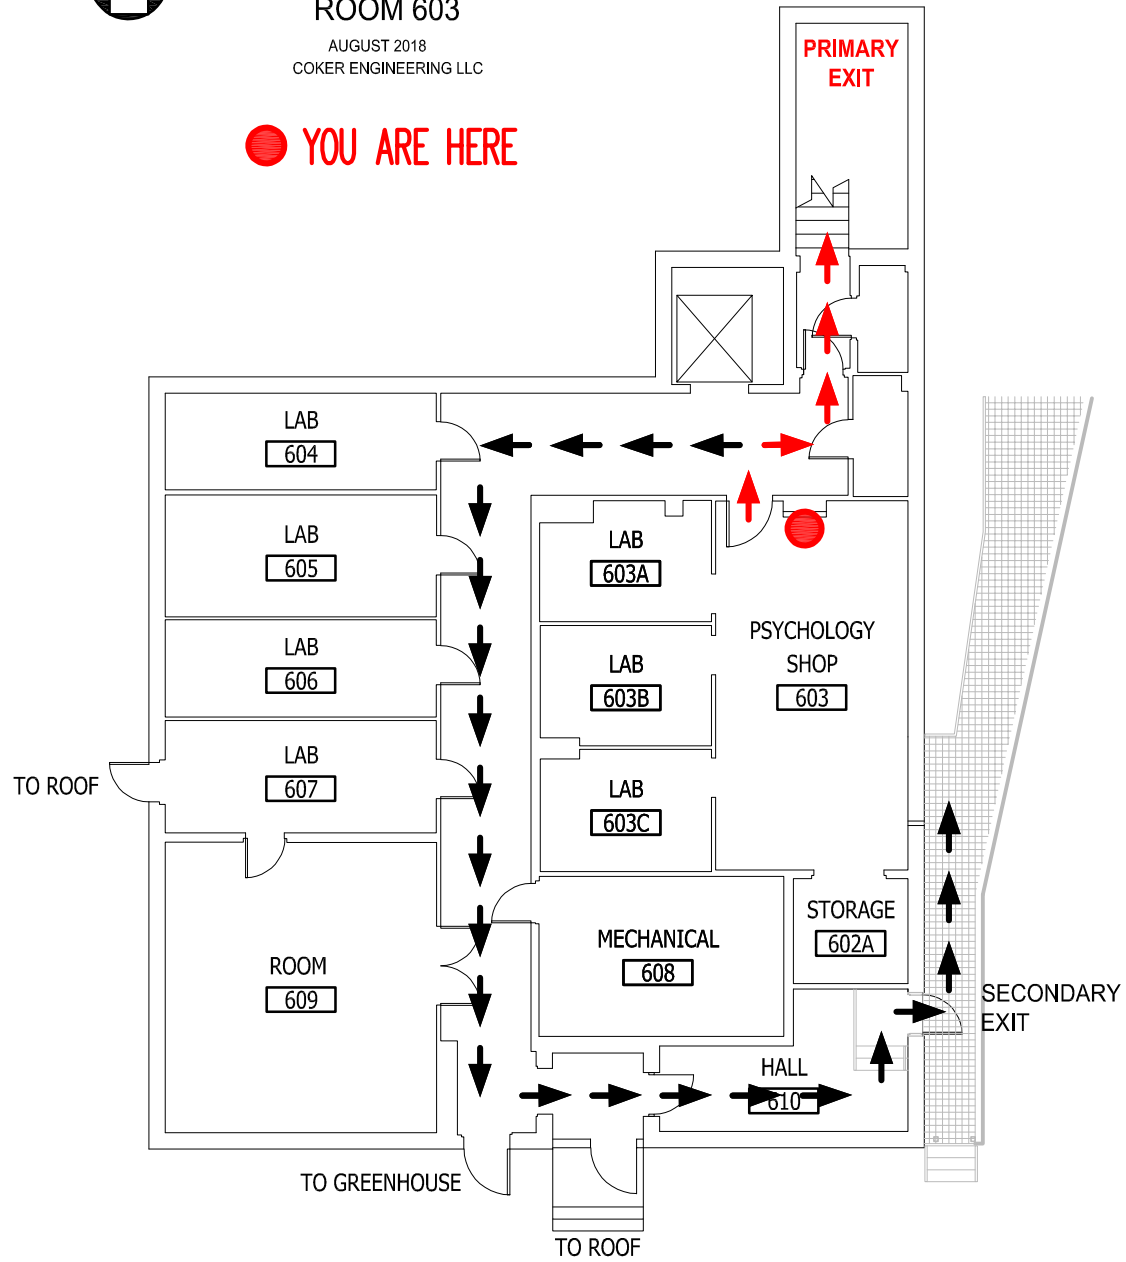 ROOM 603
AUGUST 2018
COKER ENGINEERING LLC
YOU ARE HERE
PRIMARY
EXIT
LAB
604
LAB
605
LAB
606
LAB
607
TO ROOF
ROOM
609
LAB
603A
LAB
603B
LAB
603C
PSYCHOLOGY
SHOP
603
STORAGE
602A
MECHANICAL
608
SECONDARY
EXIT
HALL
610
TO GREENHOUSE
TO ROOF